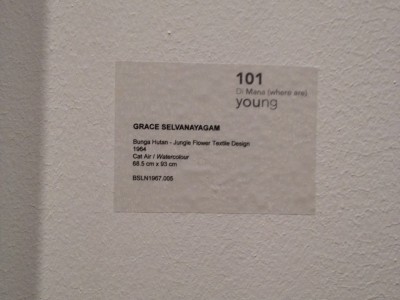 101
Di Mana (where are)
young
GRACE SELVANAYAGAM
Bunga Hutan - Jungle Flower Textile Design
1964
Cat Air / Watercolour
68.5 cm x 93 cm
BSLN1967.005